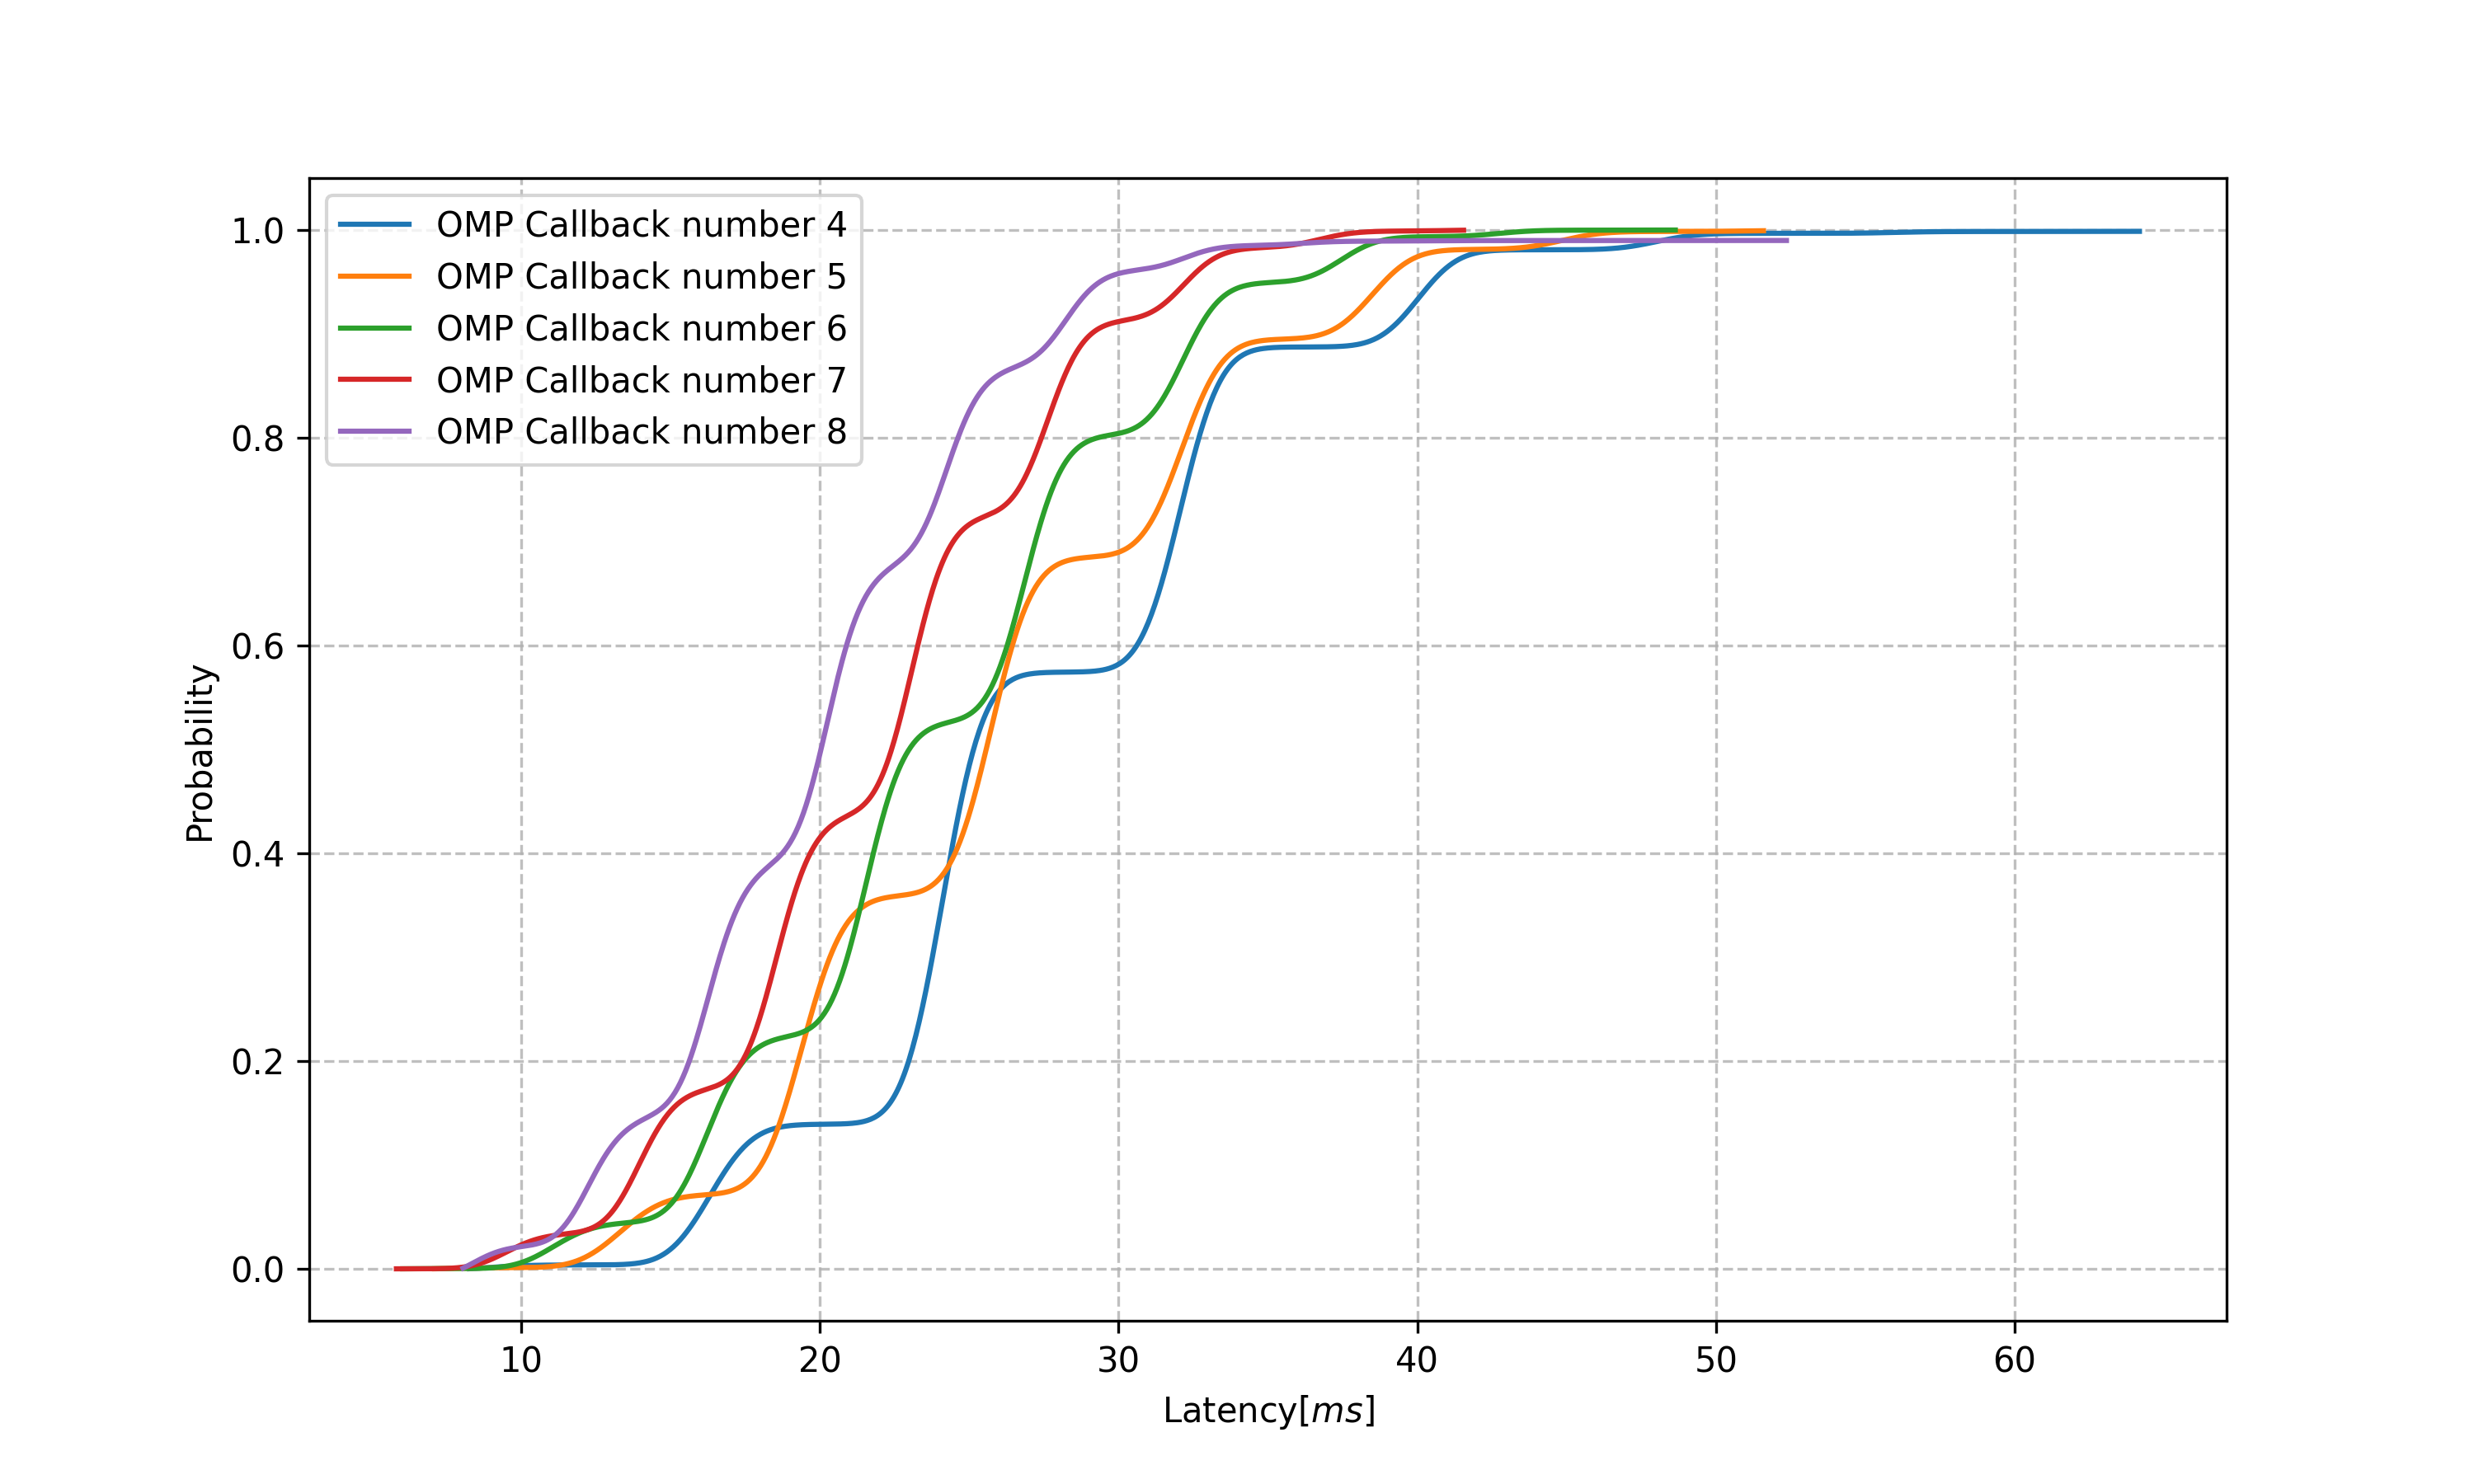 OMP Callback number 4
OMP Callback number 5
OMP Callback number 6
OMP Callback number 7
OMP Callback number 8
Probability
1.0
0.8
0.6
0.4
0.2
0.0
10 20 30 40 50 60
Latency[ms]